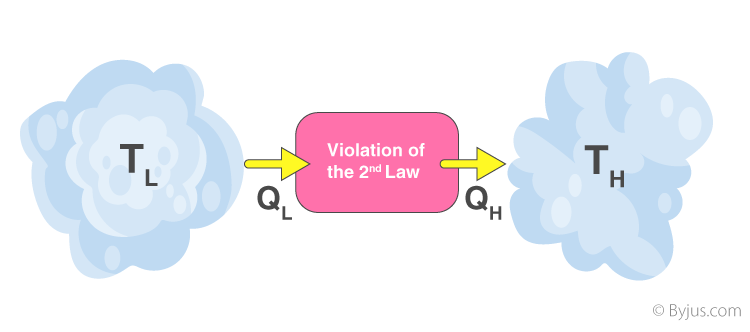 T_L
Q_L
Violation of
the 2nd Law
Q_H
T_H
© Byjus.com